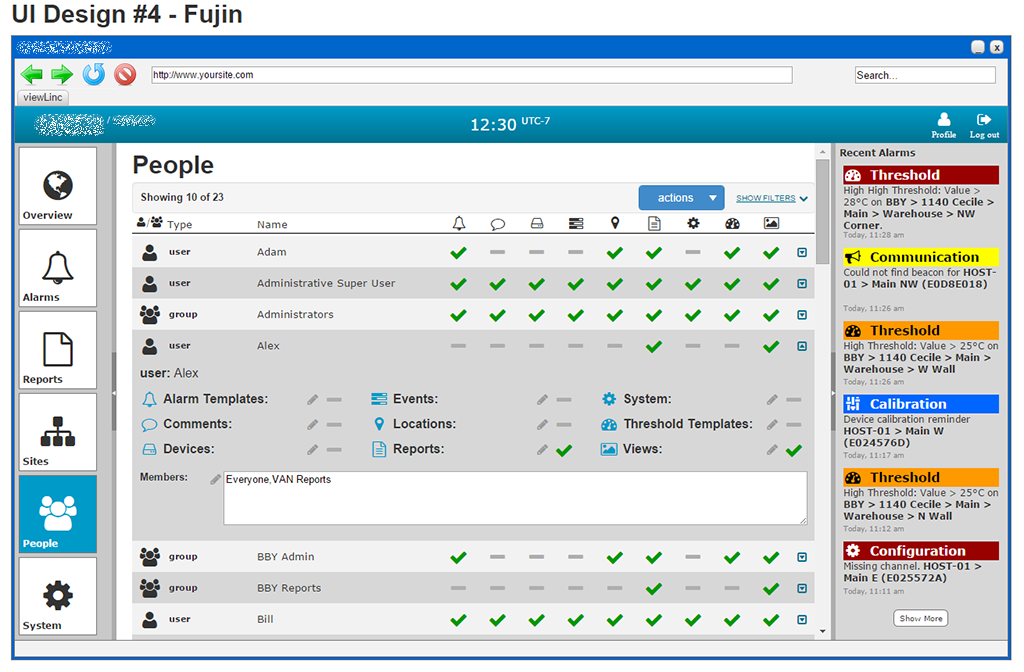 UI Design #4 - Fujin
http://www.yoursite.com
Search...
viewLinc
/
12:30 UTC-7
Profile
Log out
Overview
Alarms
Reports
Sites
People
System
People
Showing 10 of 23
actions
SHOW FILTERS
/ Type Name
user Adam
user Administrative Super User
group Administrators
user Alex
user: Alex
Alarm Templates: Events: System:
Comments: Locations: Threshold Templates:
Devices: Reports: Views:
Members: Everyone,VAN Reports
group BBY Admin
group BBY Reports
user Bill
Recent Alarms
Threshold
High High Threshold: Value >
28°C on BBY > 1140 Cecile >
Main > Warehouse > NW
Corner.
Today, 11:28 am
Communication
Could not find beacon for HOST-
01 > Main NW (E0D8E018)
Today, 11:26 am
Threshold
High Threshold: Value > 25°C on
BBY > 1140 Cecile > Main >
Warehouse > W Wall
Today, 11:26 am
Calibration
Device calibration reminder
HOST-01 > Main W
(E024576D)
Today, 11:17 am
Threshold
High Threshold: Value > 25°C on
BBY > 1140 Cecile > Main >
Warehouse > N Wall
Today, 11:12 am
Configuration
Missing channel. HOST-01 >
Main E (E025572A)
Today, 11:11 am
Show More